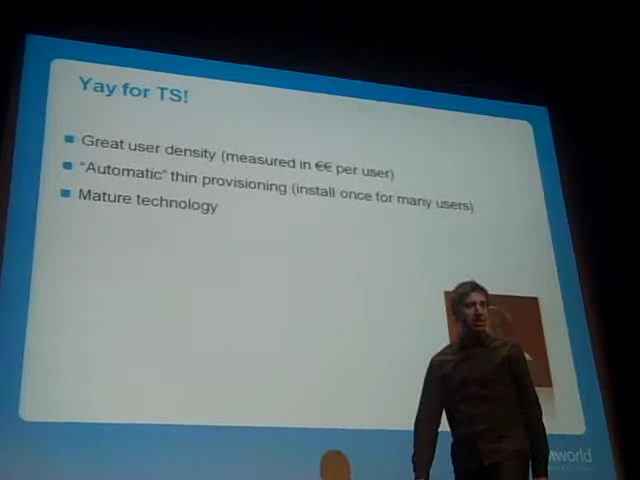 Yay for TS!
Great user density (measured in €€ per user)
"Automatic" thin provisioning (install once for many users)
Mature technology
world